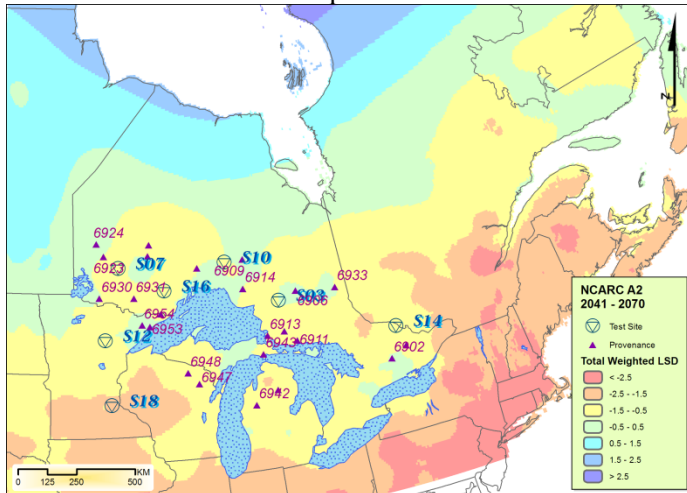 6924
6923
S07
S10
6909
6914
6933
6930
6931
S16
S03
6966
6964
6953
S12
6913
6911
6943
S14
6902
6948
6947
S18
6942
N
0 125 250 500
KM
NCARC A2
2041 - 2070
Test Site
Provenance
Total Weighted LSD
< -2.5
-2.5 - -1.5
-1.5 - -0.5
-0.5 - 0.5
0.5 - 1.5
1.5 - 2.5
> 2.5